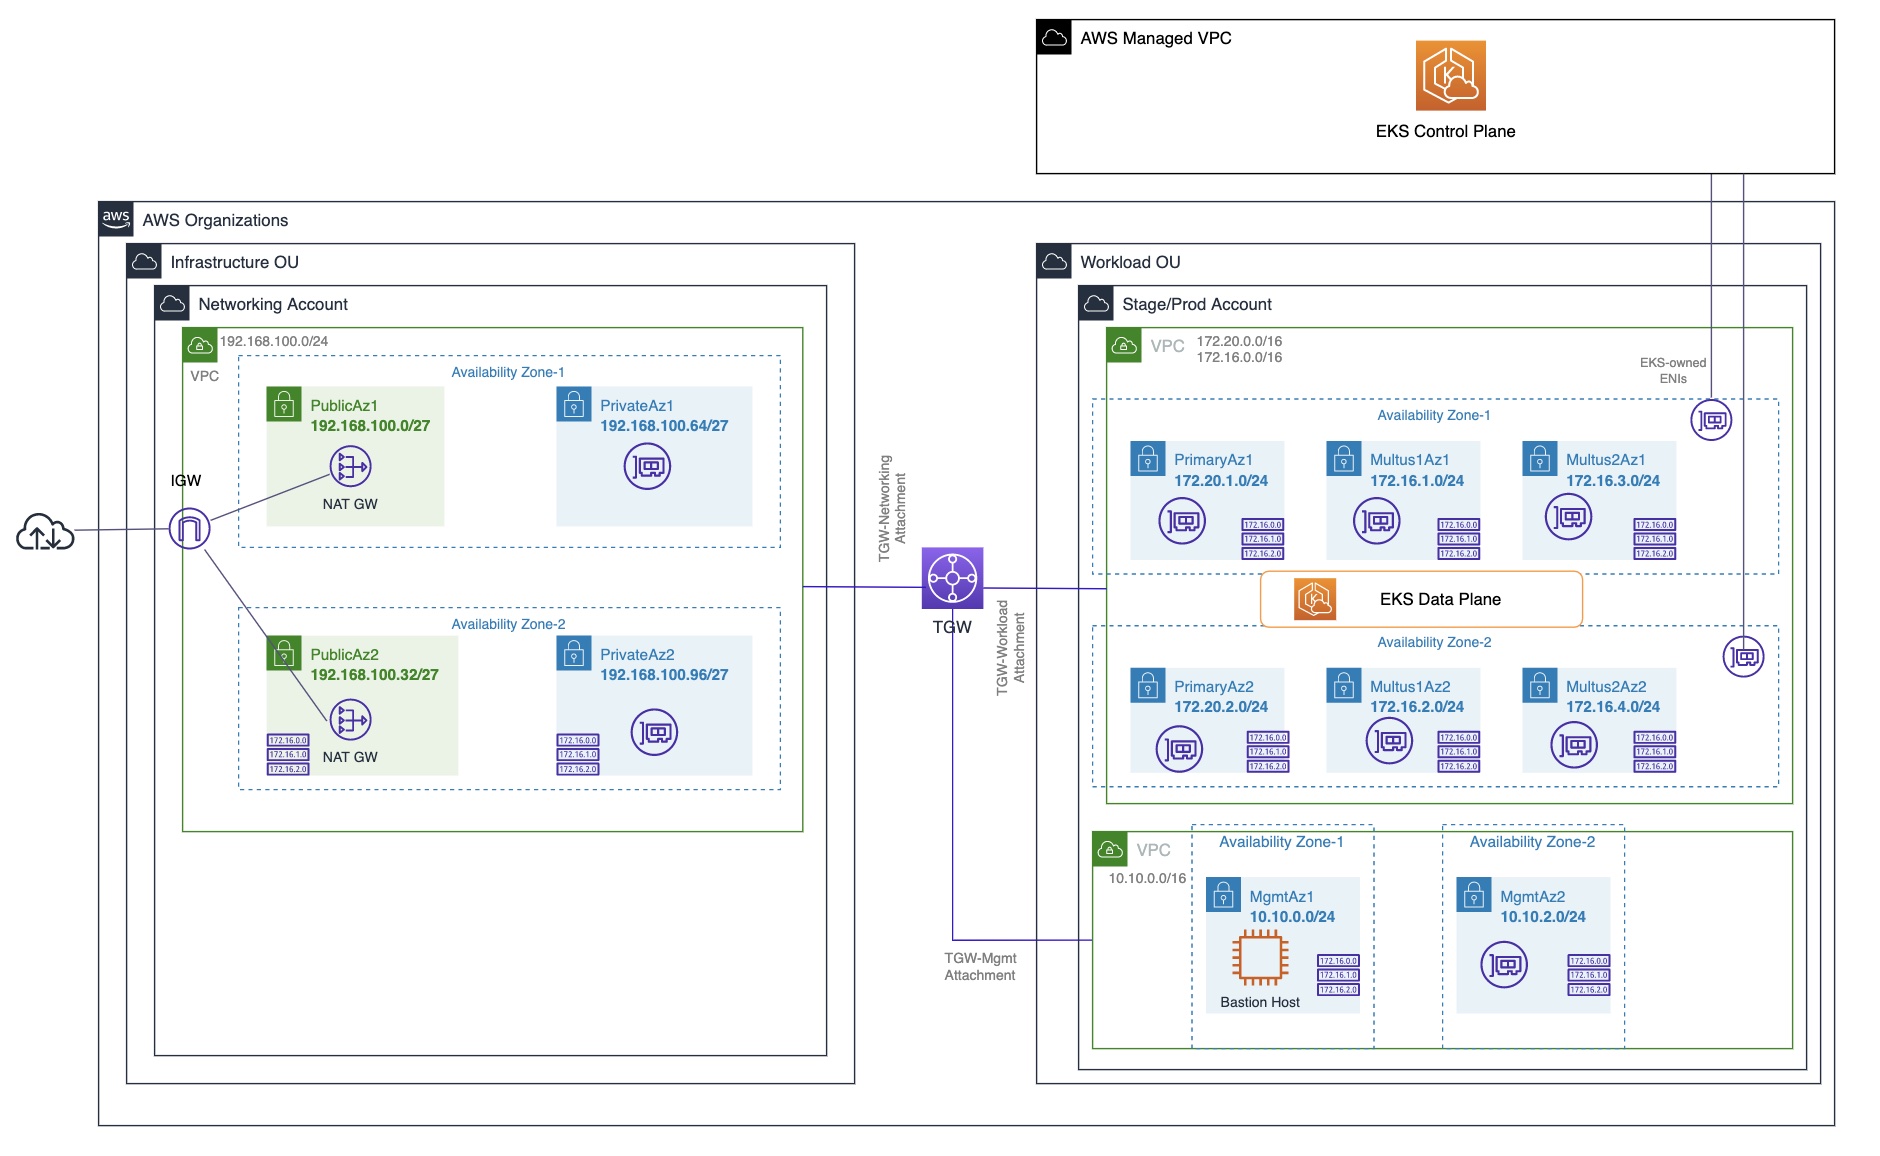 AWS Managed VPC
EKS Control Plane
aws
AWS Organizations
Infrastructure OU
Networking Account
192.168.100.0/24
VPC
Availability Zone-1
PublicAz1
192.168.100.0/27
NAT GW
PrivateAz1
192.168.100.64/27
IGW
Availability Zone-2
PublicAz2
192.168.100.32/27
NAT GW
172.16.0.0
172.16.1.0
172.16.2.0
PrivateAz2
192.168.100.96/27
172.16.0.0
172.16.1.0
172.16.2.0
TGW-Networking
Attachment
TGW
TGW-Workload
Attachment
TGW-Mgmt
Attachment
Workload OU
Stage/Prod Account
VPC
172.20.0.0/16
172.16.0.0/16
EKS-owned
ENIs
Availability Zone-1
PrimaryAz1
172.20.1.0/24
172.16.0.0
172.16.1.0
172.16.2.0
Multus1Az1
172.16.1.0/24
172.16.0.0
172.16.1.0
172.16.2.0
Multus2Az1
172.16.3.0/24
172.16.0.0
172.16.1.0
172.16.2.0
EKS Data Plane
Availability Zone-2
PrimaryAz2
172.20.2.0/24
172.16.0.0
172.16.1.0
172.16.2.0
Multus1Az2
172.16.2.0/24
172.16.0.0
172.16.1.0
172.16.2.0
Multus2Az2
172.16.4.0/24
172.16.0.0
172.16.1.0
172.16.2.0
VPC
10.10.0.0/16
Availability Zone-1
MgmtAz1
10.10.0.0/24
Bastion Host
172.16.0.0
172.16.1.0
172.16.2.0
Availability Zone-2
MgmtAz2
10.10.2.0/24
172.16.0.0
172.16.1.0
172.16.2.0